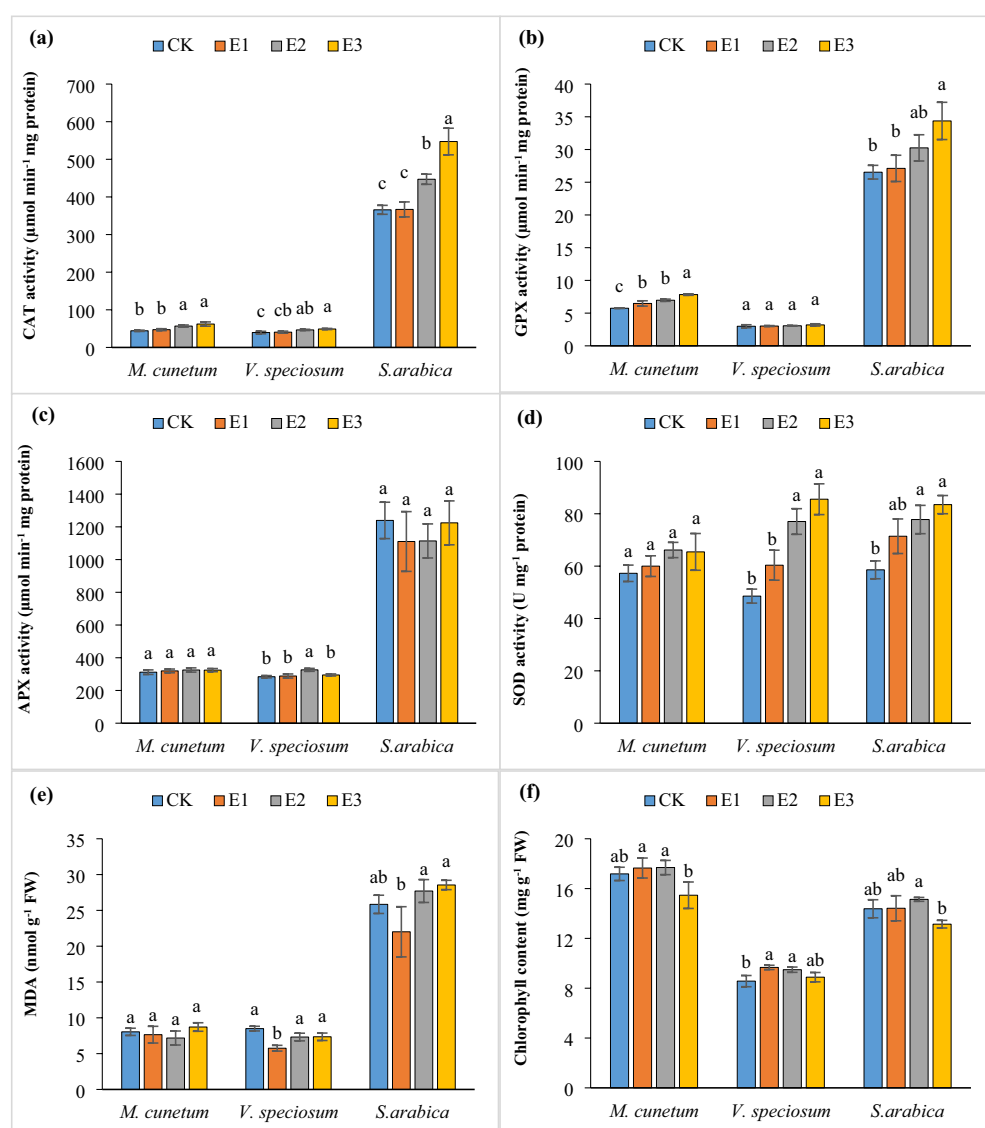 (a)
CK E1 E2 E3
CAT activity (µmol min⁻¹ mg protein)
700
600
500
400
300
200
100
0
b b a a c cb ab a c c b a
M. cunetum V. speciosum S.arabica
(b)
CK E1 E2 E3
GPX activity (µmol min⁻¹ mg protein)
40
35
30
25
20
15
10
5
0
c b b a a a a a b b ab a
M. cunetum V. speciosum S.arabica
(c)
CK E1 E2 E3
APX activity (µmol min⁻¹ mg protein)
1600
1400
1200
1000
800
600
400
200
0
a a a a b b a b a a a a
M. cunetum V. speciosum S.arabica
(d)
CK E1 E2 E3
SOD activity (U mg⁻¹ protein)
100
80
60
40
20
0
a a a a b b a a b ab a a
M. cunetum V. speciosum S.arabica
(e)
CK E1 E2 E3
MDA (nmol g⁻¹ FW)
35
30
25
20
15
10
5
0
a a a a a b a a ab b a a
M. cunetum V. speciosum S.arabica
(f)
CK E1 E2 E3
Chlorophyll content (mg g⁻¹ FW)
20
16
12
8
4
0
ab a a b b a a ab ab ab a b
M. cunetum V. speciosum S.arabica